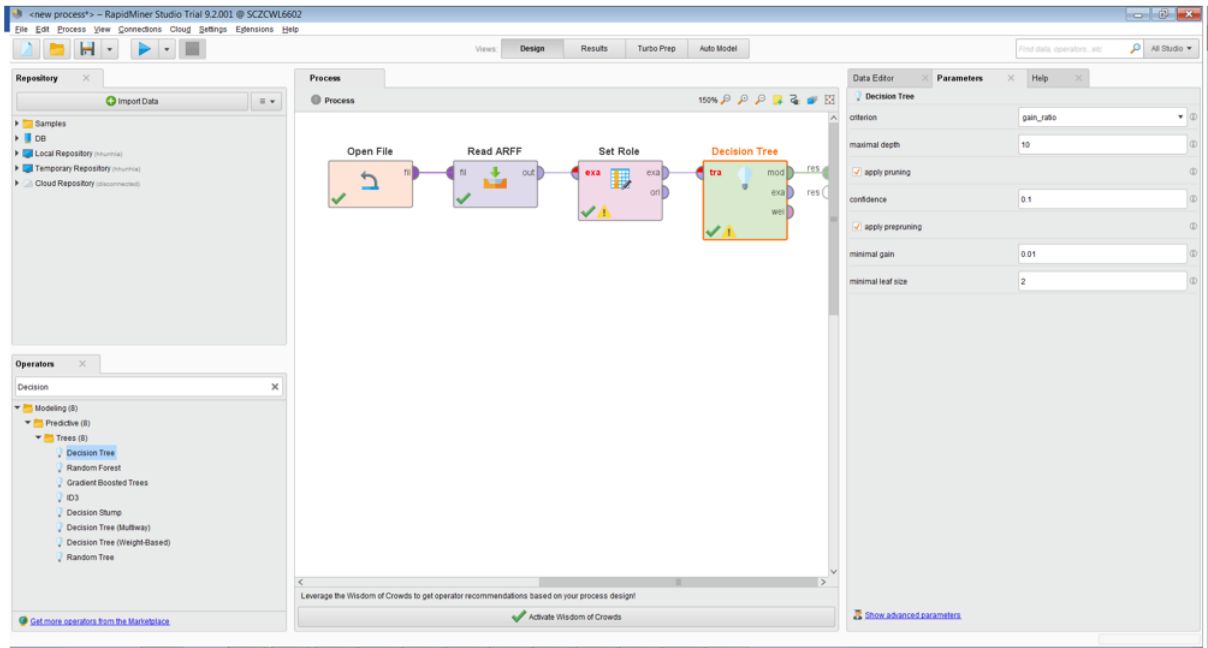 <new process*> – RapidMiner Studio Trial 9.2.001 @ SCZCWL6602
File Edit Process View Connections Cloud Settings Extensions Help
Views: Design Results Turbo Prep Auto Model
Find data, operators...etc
All Studio
Repository
Import Data
Samples
DB
Local Repository (hhunhia)
Temporary Repository (hhunhia)
Cloud Repository (disconnected)
Operators
Decision
Modeling (8)
Predictive (8)
Trees (8)
Decision Tree
Random Forest
Gradient Boosted Trees
ID3
Decision Stump
Decision Tree (Multiway)
Decision Tree (Weight-Based)
Random Tree
Get more operators from the Marketplace
Process
Process
150%
Open File
fil
Read ARFF
fil
out
Set Role
exa
exa
ori
Decision Tree
tra
mod
exa
wei
res
res
Leverage the Wisdom of Crowds to get operator recommendations based on your process design!
Activate Wisdom of Crowds
Data Editor Parameters Help
Decision Tree
criterion gain_ratio
maximal depth 10
apply pruning
confidence 0.1
apply prepruning
minimal gain 0.01
minimal leaf size 2
Show advanced parameters